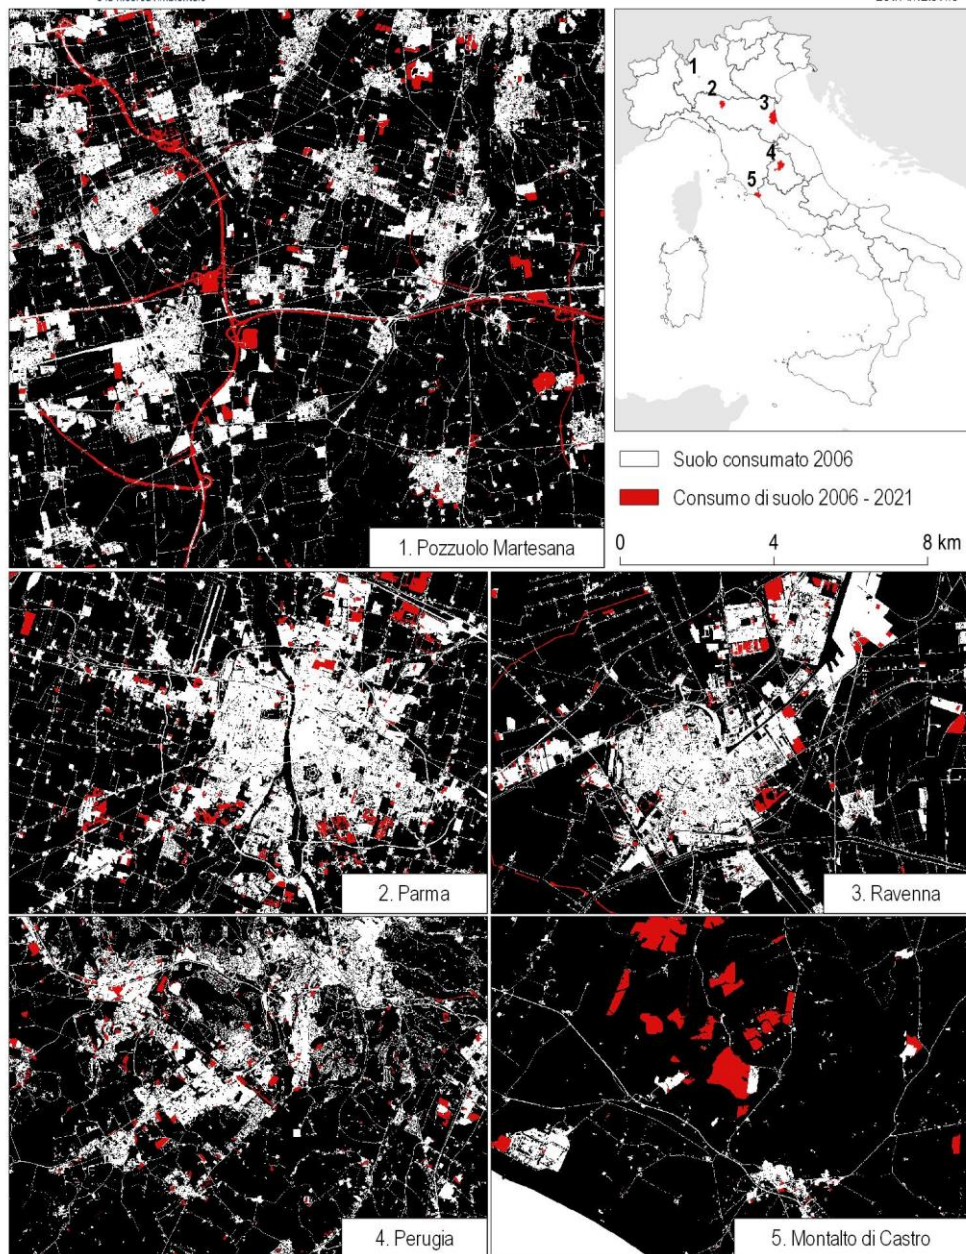 1
2
3
4
5
Suolo consumato 2006
Consumo di suolo 2006 - 2021
0 4 8 km
1. Pozzuolo Martesana
2. Parma
3. Ravenna
4. Perugia
5. Montalto di Castro